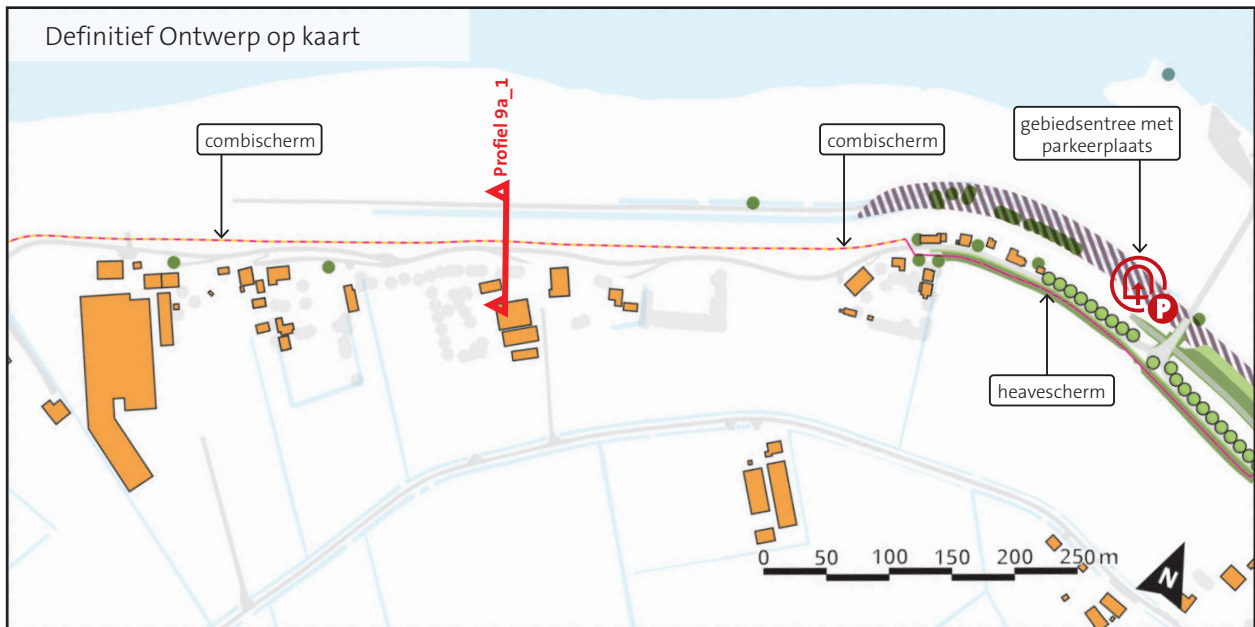 Definitief Ontwerp op kaart
Profiel 9a_1
combischerm
combischerm
gebiedsentree met
parkeerplaats
P
heavescherm
0 50 100 150 200 250 m
N